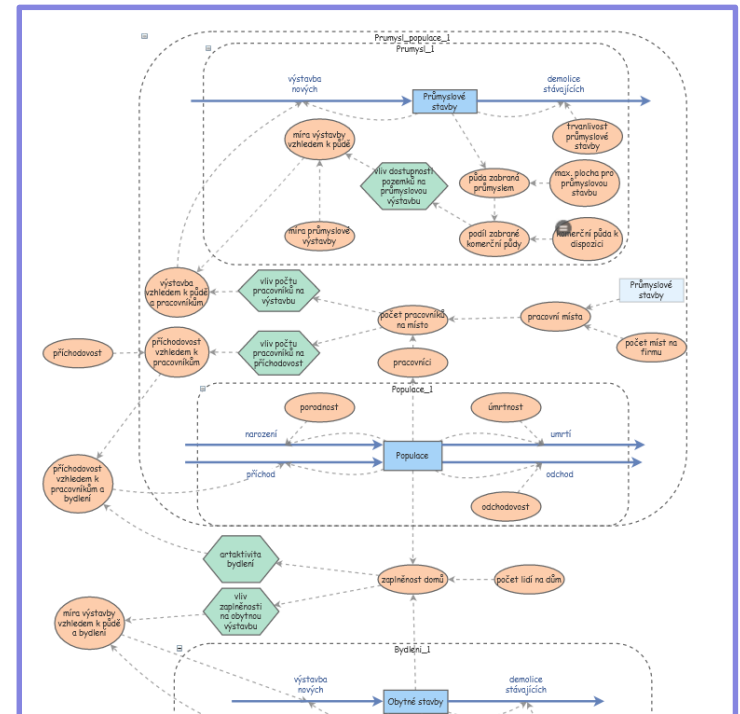 Prumysl_populace_1
Prumysl_1
výstavba
nových
Průmyslové
stavby
demolice
stávajících
míra výstavby
vzhledem k půdě
trvanlivost
průmyslové
stavby
vliv dostupnosti
pozemků na
průmyslovou
výstavbu
půda zabraná
průmyslem
max. plocha pro
průmyslovou
stavbu
míra průmyslové
výstavby
podíl zabrané
komerční půdy
komerční půda k
dispozici
výstavba
vzhledem k půdě
a pracovníkům
vliv počtu
pracovníků na
výstavbu
Průmyslové
stavby
počet pracovníků
na místo
pracovní místa
příchodovost
příchodovost
vzhledem k
pracovníkům
vliv počtu
pracovníků na
příchodovost
počet míst na
firmu
pracovníci
Populace_1
porodnost
úmrtnost
narození
umrtí
Populace
příchod
odchod
příchodovost
vzhledem k
pracovníkům a
bydlení
odchodovost
artaktivita
bydlení
zaplněnost domů
počet lidí na dům
míra výstavby
vzhledem k půdě
a bydlení
vliv
zaplněnosti
na obytnou
výstavbu
Bydleni_1
výstavba
nových
Obytné stavby
demolice
stávajících